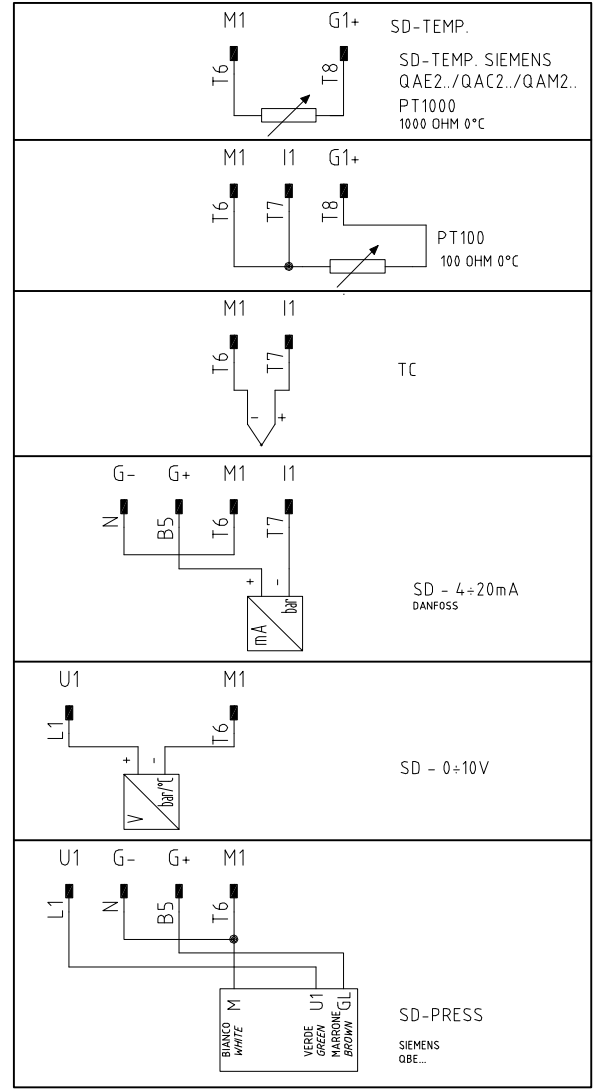 M1 G1+ SD-TEMP.
T6 T8 SD-TEMP. SIEMENS
QAE2../QAC2../QAM2..
PT1000
1000 OHM 0°C
M1 I1 G1+
T6 T7 T8
PT100
100 OHM 0°C
M1 I1
T6 T7
TC
- +
G- G+ M1 I1
N B5 T6 T7
+ -
mA bar
SD - 4÷20mA
DANFOSS
U1 M1
L1 T6
+ -
V bar/°C
SD - 0÷10V
U1 G- G+ M1
L1 N B5 T6
M U1 GL
BIANCO
WHITE
VERDE
GREEN
MARRONE
BROWN
SD-PRESS
SIEMENS
QBE...